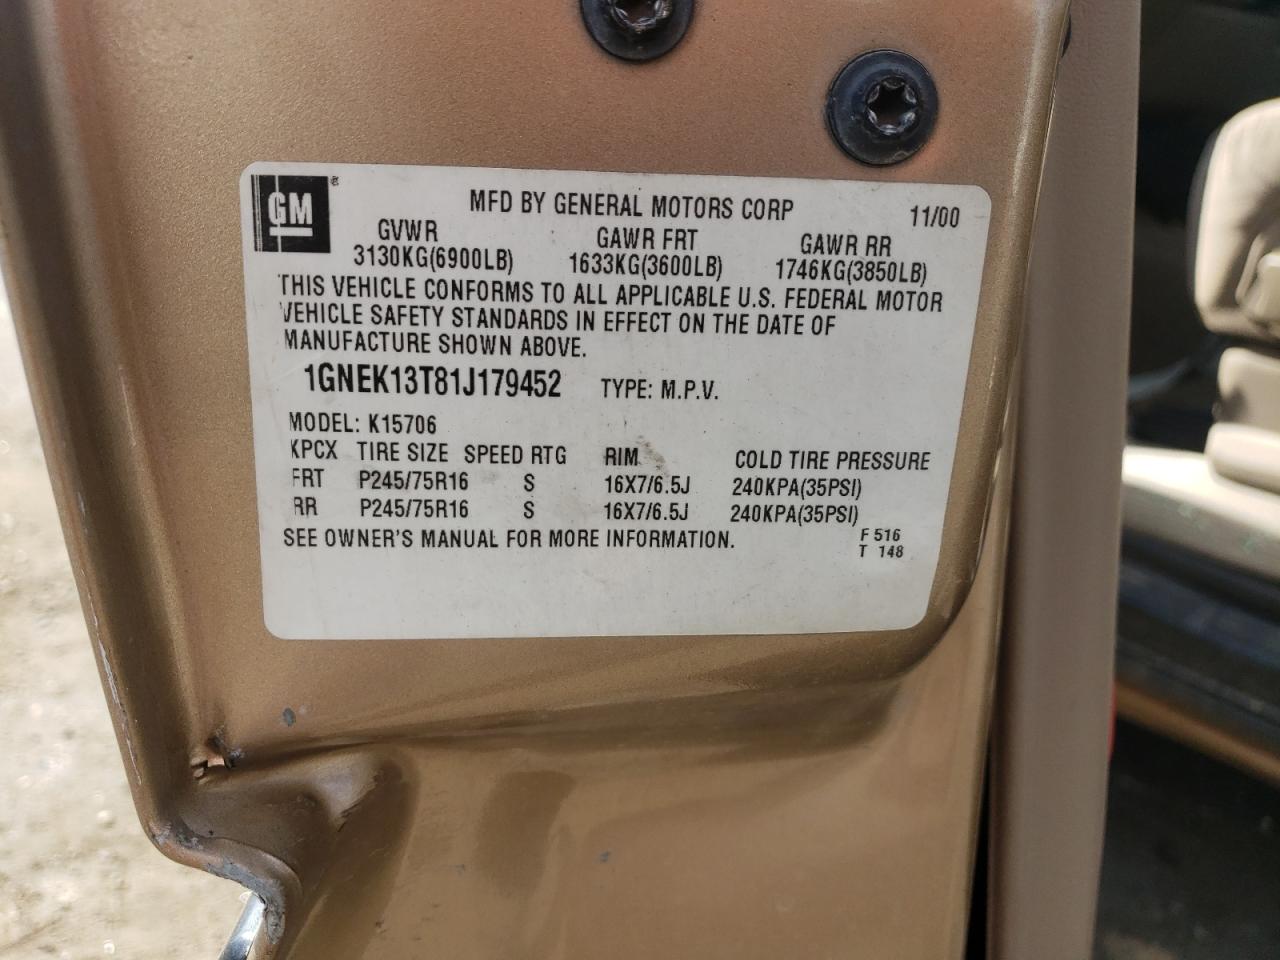 GM®
MFD BY GENERAL MOTORS CORP 11/00
GVWR GAWR FRT GAWR RR
3130KG(6900LB) 1633KG(3600LB) 1746KG(3850LB)
THIS VEHICLE CONFORMS TO ALL APPLICABLE U.S. FEDERAL MOTOR
VEHICLE SAFETY STANDARDS IN EFFECT ON THE DATE OF
MANUFACTURE SHOWN ABOVE.
1GNEK13T81J179452 TYPE: M.P.V.
MODEL: K15706
KPCX TIRE SIZE SPEED RTG RIM COLD TIRE PRESSURE
FRT P245/75R16 S 16X7/6.5J 240KPA(35PSI)
RR P245/75R16 S 16X7/6.5J 240KPA(35PSI)
SEE OWNER'S MANUAL FOR MORE INFORMATION. F 516
T 148